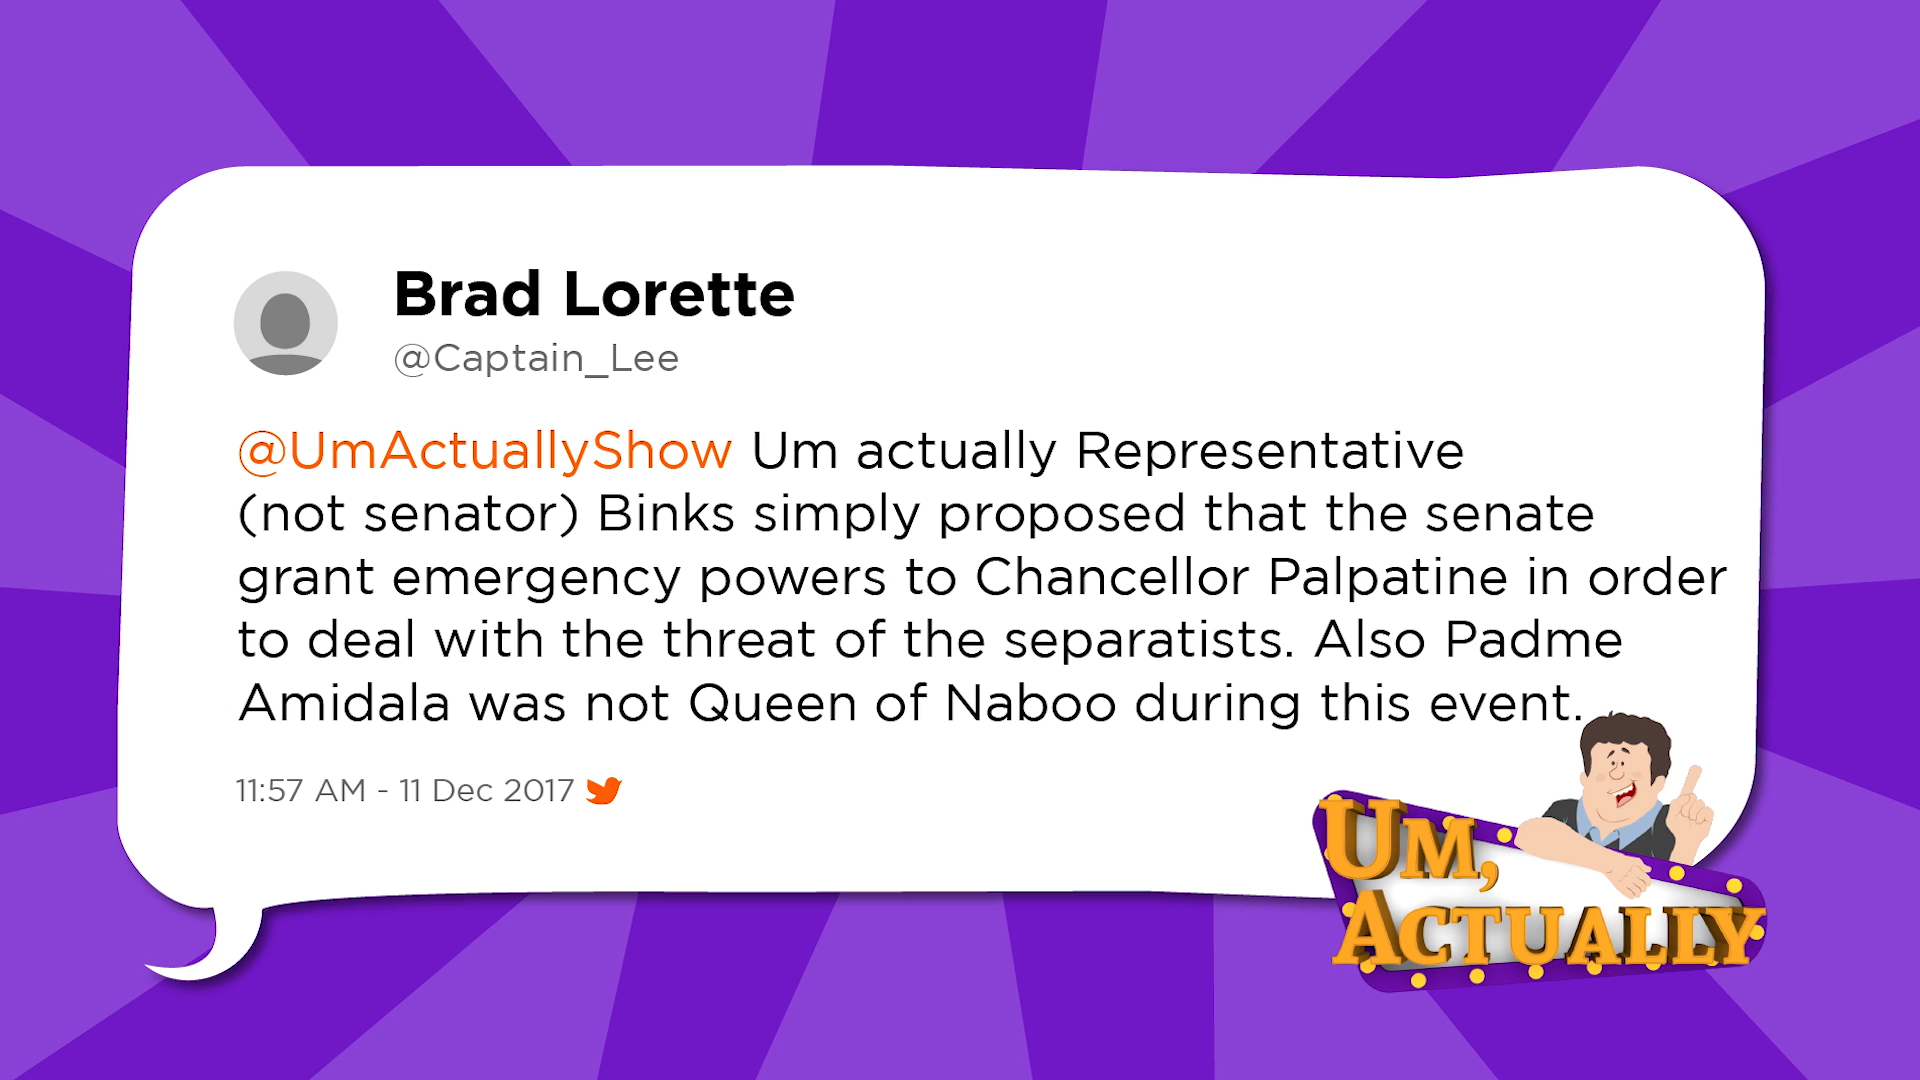 Brad Lorette
@Captain_Lee
@UmActuallyShow Um actually Representative
(not senator) Binks simply proposed that the senate
grant emergency powers to Chancellor Palpatine in order
to deal with the threat of the separatists. Also Padme
Amidala was not Queen of Naboo during this event.
11:57 AM - 11 Dec 2017
UM,
ACTUALLY